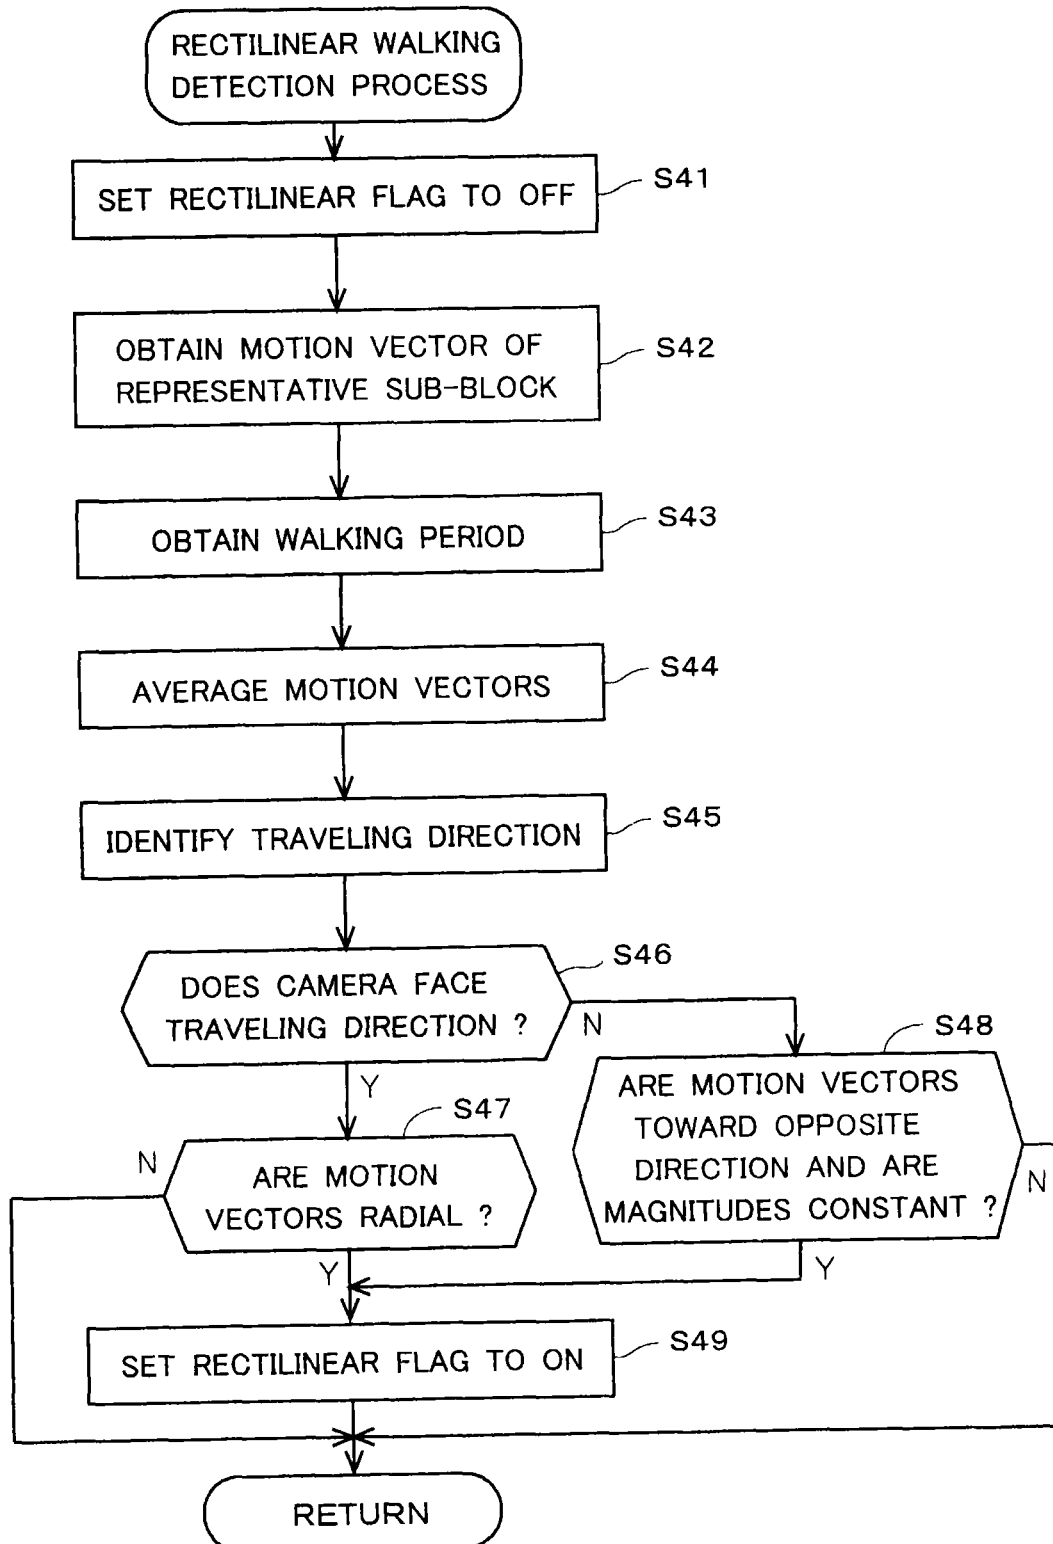 RECTILINEAR WALKING
DETECTION PROCESS
SET RECTILINEAR FLAG TO OFF
S41
OBTAIN MOTION VECTOR OF
REPRESENTATIVE SUB-BLOCK
S42
OBTAIN WALKING PERIOD
S43
AVERAGE MOTION VECTORS
S44
IDENTIFY TRAVELING DIRECTION
S45
DOES CAMERA FACE
TRAVELING DIRECTION ?
S46
N
Y
S48
ARE MOTION VECTORS
TOWARD OPPOSITE
DIRECTION AND ARE
MAGNITUDES CONSTANT ?
N
Y
S47
N
ARE MOTION
VECTORS RADIAL ?
Y
SET RECTILINEAR FLAG TO ON
S49
RETURN